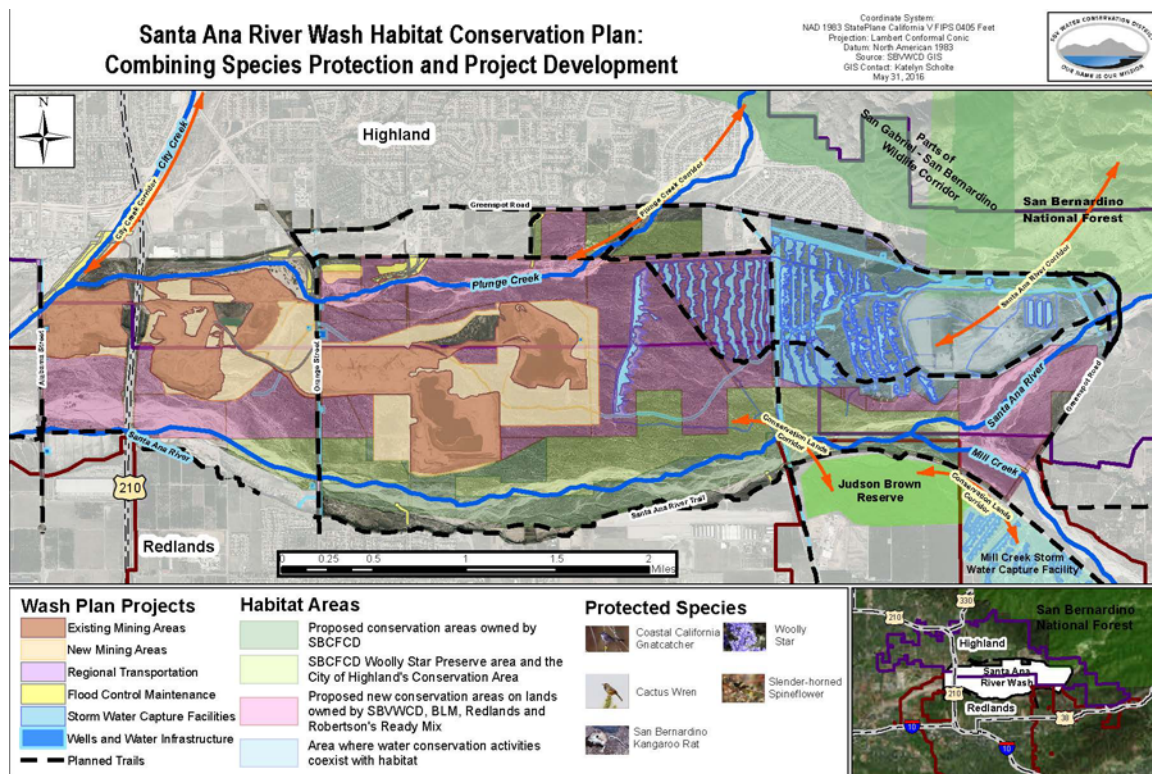 Santa Ana River Wash Habitat Conservation Plan:
Combining Species Protection and Project Development
Coordinate System:
NAD 1983 StatePlane California V FIPS 0405 Feet
Projection: Lambert Conformal Conic
Datum: North American 1983
Source: SBVWCD GIS
GIS Contact: Katelyn Scholte
May 31, 2016
SBV WATER CONSERVATION DISTRICT
OUR NAME IS OUR MISSION
N
Highland
City Creek
City Creek Corridor
Plunge Creek Corridor
Greenspot Road
Parts of
San Gabriel - San Bernardino
Wildlife Corridor
San Bernardino
National Forest
Santa Ana River Corridor
Plunge Creek
Alabama Street
Orange Street
Santa Ana River
Greenspot Road
Santa Ana River
Conservation Lands
Corridor
Mill Creek
210
Judson Brown
Reserve
Conservation Lands
Corridor
Santa Ana River Trail
Redlands
Mill Creek Storm
Water Capture Facility
0 0.25 0.5 1 1.5 2
Miles
Wash Plan Projects
Existing Mining Areas
New Mining Areas
Regional Transportation
Flood Control Maintenance
Storm Water Capture Facilities
Wells and Water Infrastructure
Planned Trails
Habitat Areas
Proposed conservation areas owned by
SBCFCD
SBCFCD Woolly Star Preserve area and the
City of Highland's Conservation Area
Proposed new conservation areas on lands
owned by SBVWCD, BLM, Redlands and
Robertson's Ready Mix
Area where water conservation activities
coexist with habitat
Protected Species
Coastal California
Gnatcatcher
Woolly
Star
Cactus Wren
Slender-horned
Spineflower
San Bernardino
Kangaroo Rat
210
330
San Bernardino
National Forest
Highland
Santa Ana
River Wash
210
Redlands
38
10
10